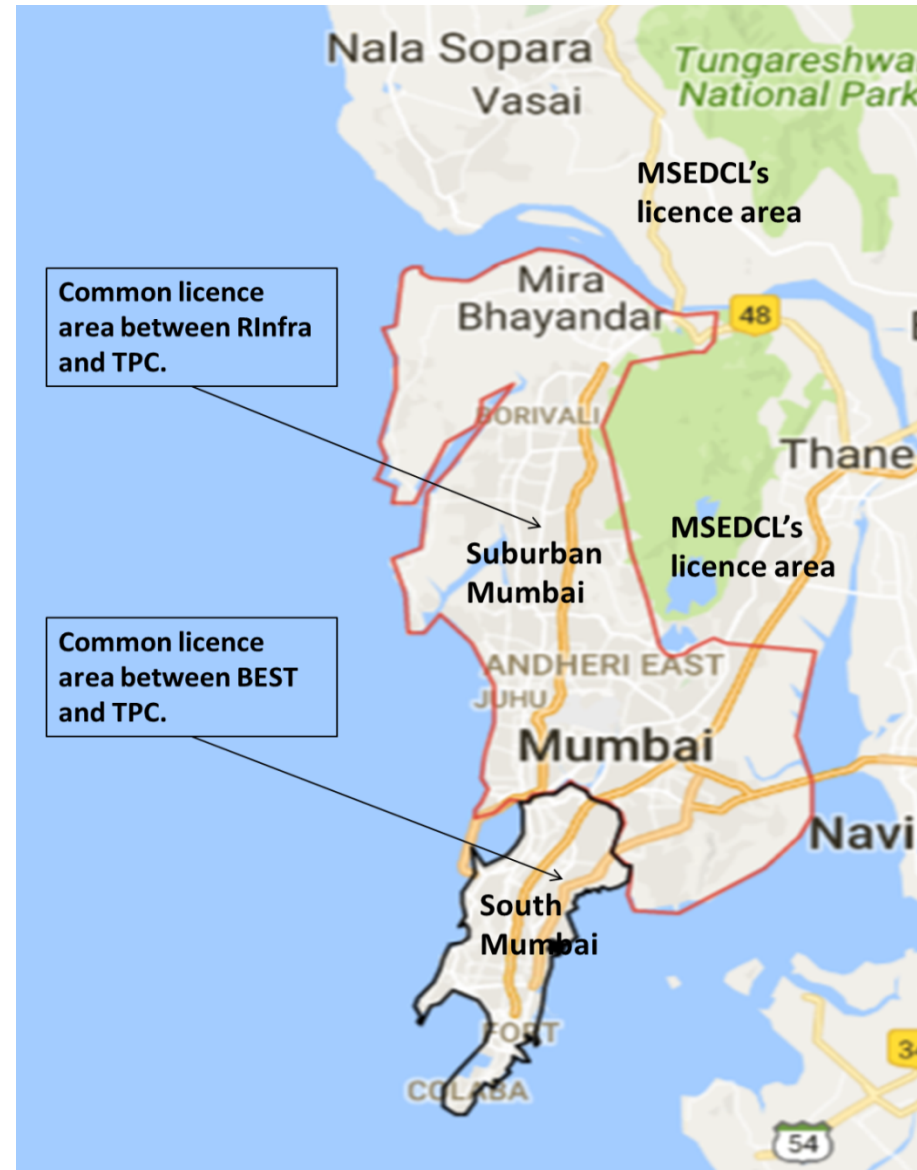 Nala Sopara
Vasai
Tungareshwa
National Park
MSEDCL's
licence area
Common licence
area between RInfra
and TPC.
Mira
Bhayandar
48
BORIVALI
Thane
MSEDCL's
licence area
Suburban
Mumbai
Common licence
area between BEST
and TPC.
ANDHERI EAST
JUHU
Mumbai
Navi
South
Mumbai
FORT
COLABA
34
54